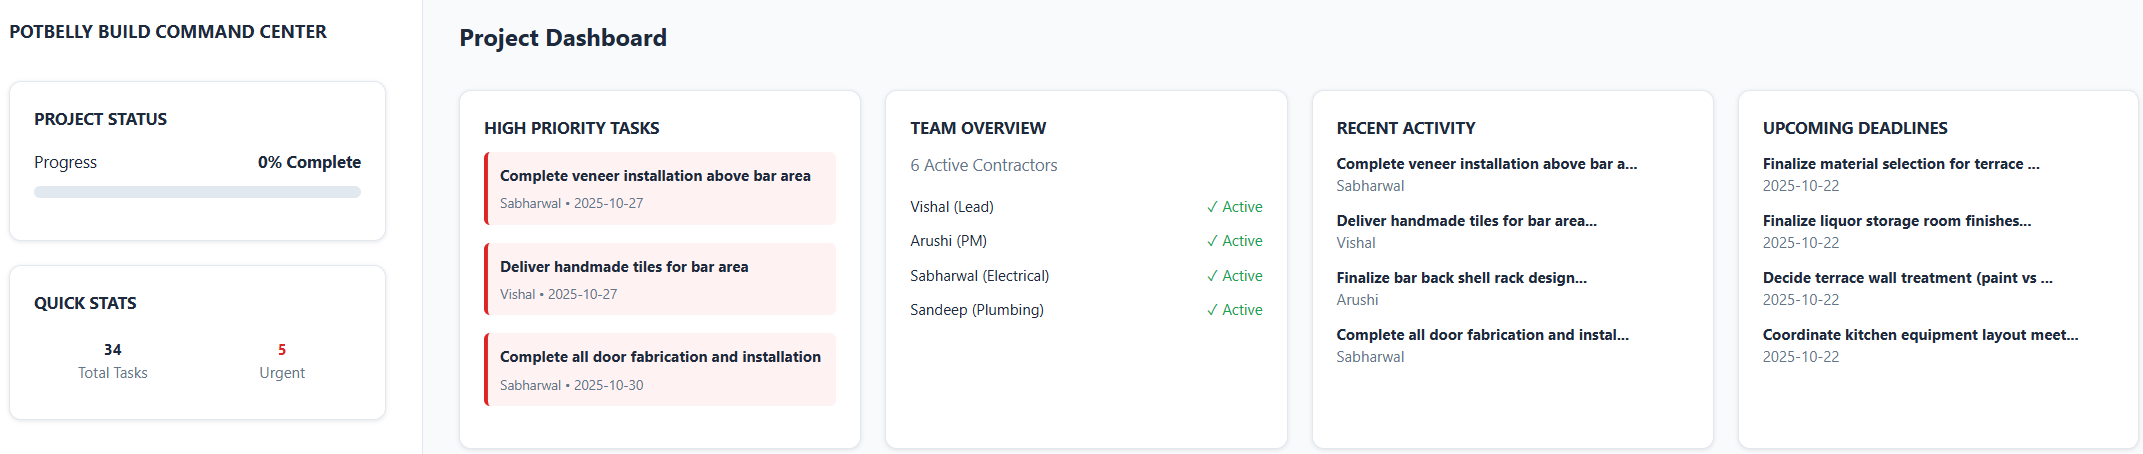 POTBELLY BUILD COMMAND CENTER
PROJECT STATUS
Progress 0% Complete
QUICK STATS
34 5
Total Tasks Urgent
Project Dashboard
HIGH PRIORITY TASKS
Complete veneer installation above bar area
Sabharwal • 2025-10-27
Deliver handmade tiles for bar area
Vishal • 2025-10-27
Complete all door fabrication and installation
Sabharwal • 2025-10-30
TEAM OVERVIEW
6 Active Contractors
Vishal (Lead) ✓ Active
Arushi (PM) ✓ Active
Sabharwal (Electrical) ✓ Active
Sandeep (Plumbing) ✓ Active
RECENT ACTIVITY
Complete veneer installation above bar a...
Sabharwal
Deliver handmade tiles for bar area...
Vishal
Finalize bar back shell rack design...
Arushi
Complete all door fabrication and instal...
Sabharwal
UPCOMING DEADLINES
Finalize material selection for terrace ...
2025-10-22
Finalize liquor storage room finishes...
2025-10-22
Decide terrace wall treatment (paint vs ...
2025-10-22
Coordinate kitchen equipment layout meet...
2025-10-22